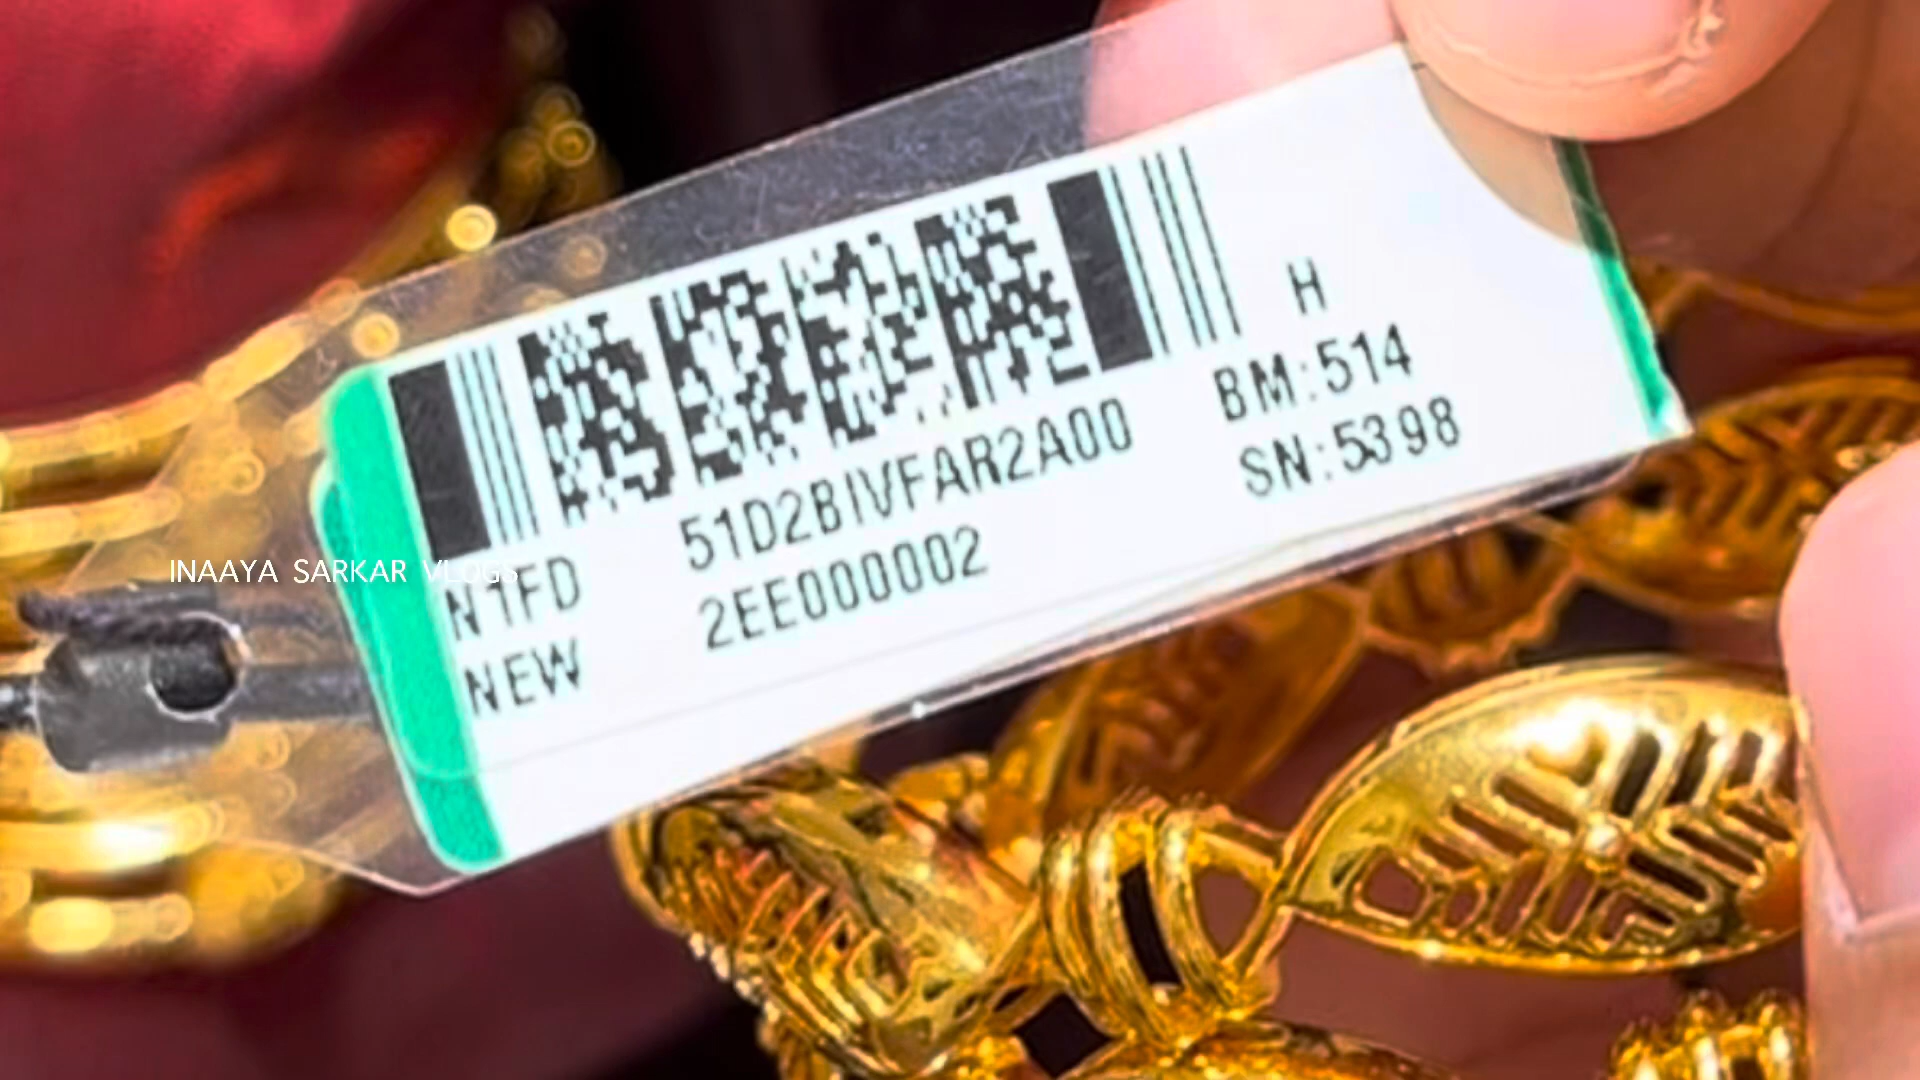 H
BM:514
SN:5398
51D2BIVFAR2A00
2EE000002
N1FD
NEW
INAAYA SARKAR VLOGS